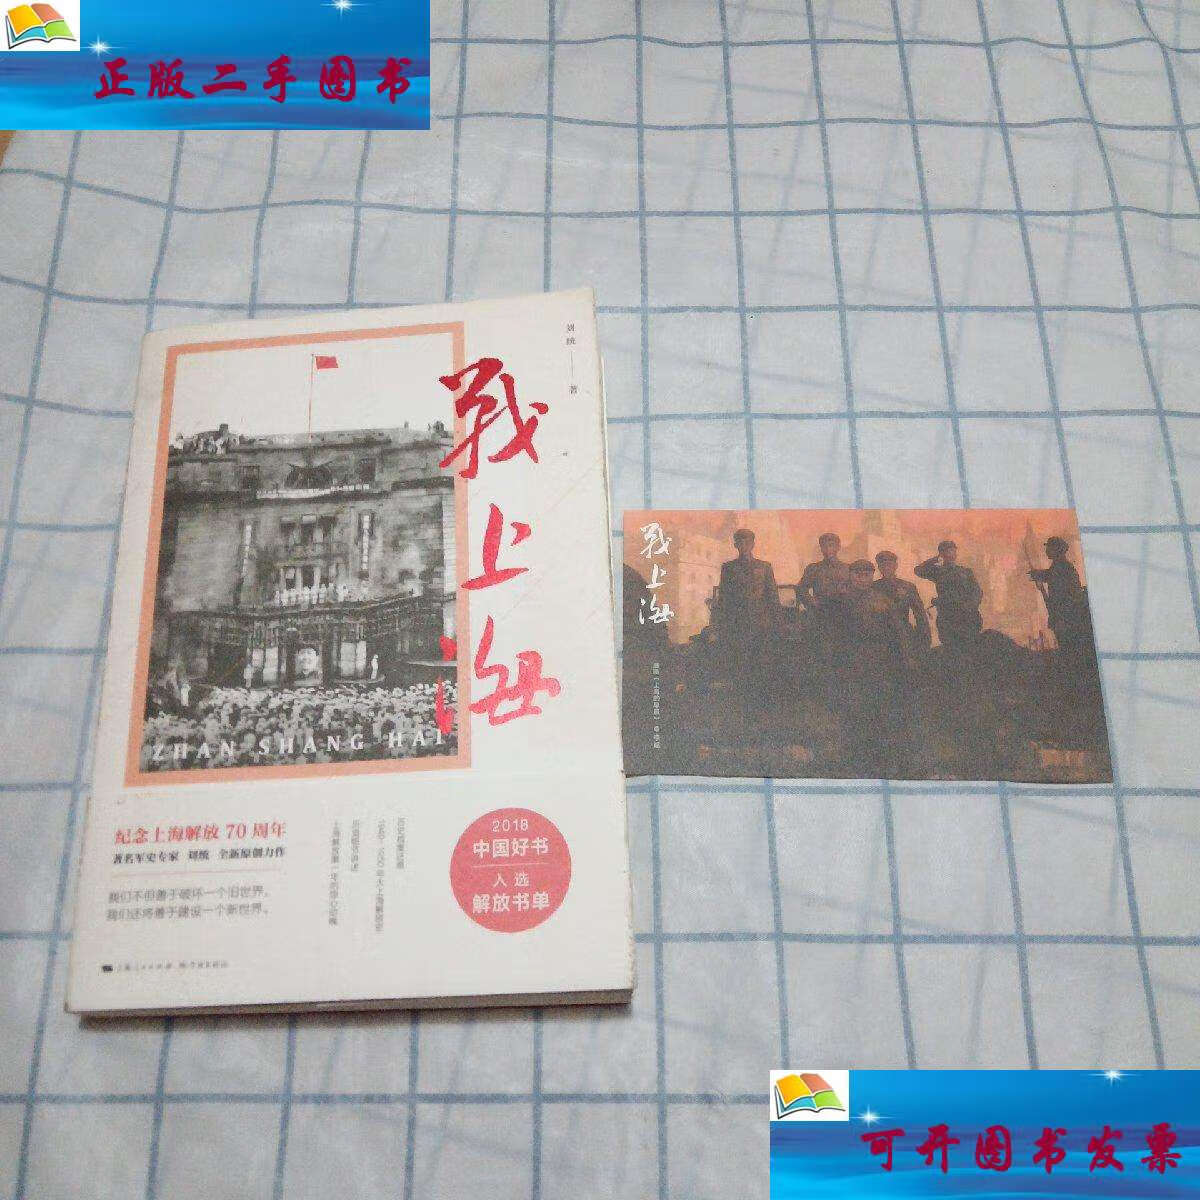 正版二手图书
刘统 著
戰上海
ZHAN SHANG HAI
纪念上海解放 70 周年
著名军史专家 刘统 全新原创力作
我们不但善于破坏一个旧世界，
我们还将善于建设一个新世界。
2018
中国好书
入选
解放书单
戰上海
可开图书发票